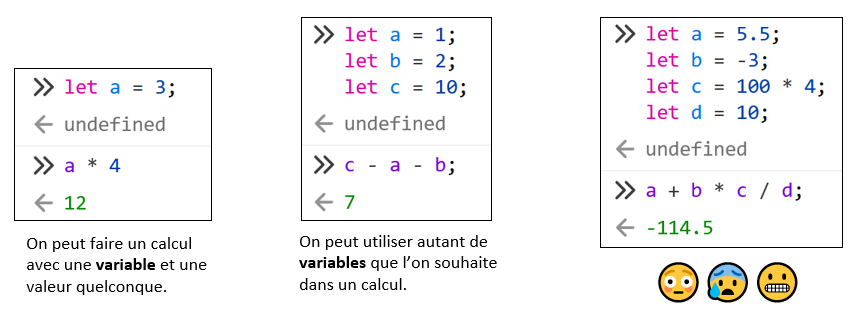 >> let a = 3;
← undefined
>> a * 4
← 12
On peut faire un calcul
avec une variable et une
valeur quelconque.
>> let a = 1;
let b = 2;
let c = 10;
← undefined
>> c - a - b;
← 7
On peut utiliser autant de
variables que l’on souhaite
dans un calcul.
>> let a = 5.5;
let b = -3;
let c = 100 * 4;
let d = 10;
← undefined
>> a + b * c / d;
← -114.5